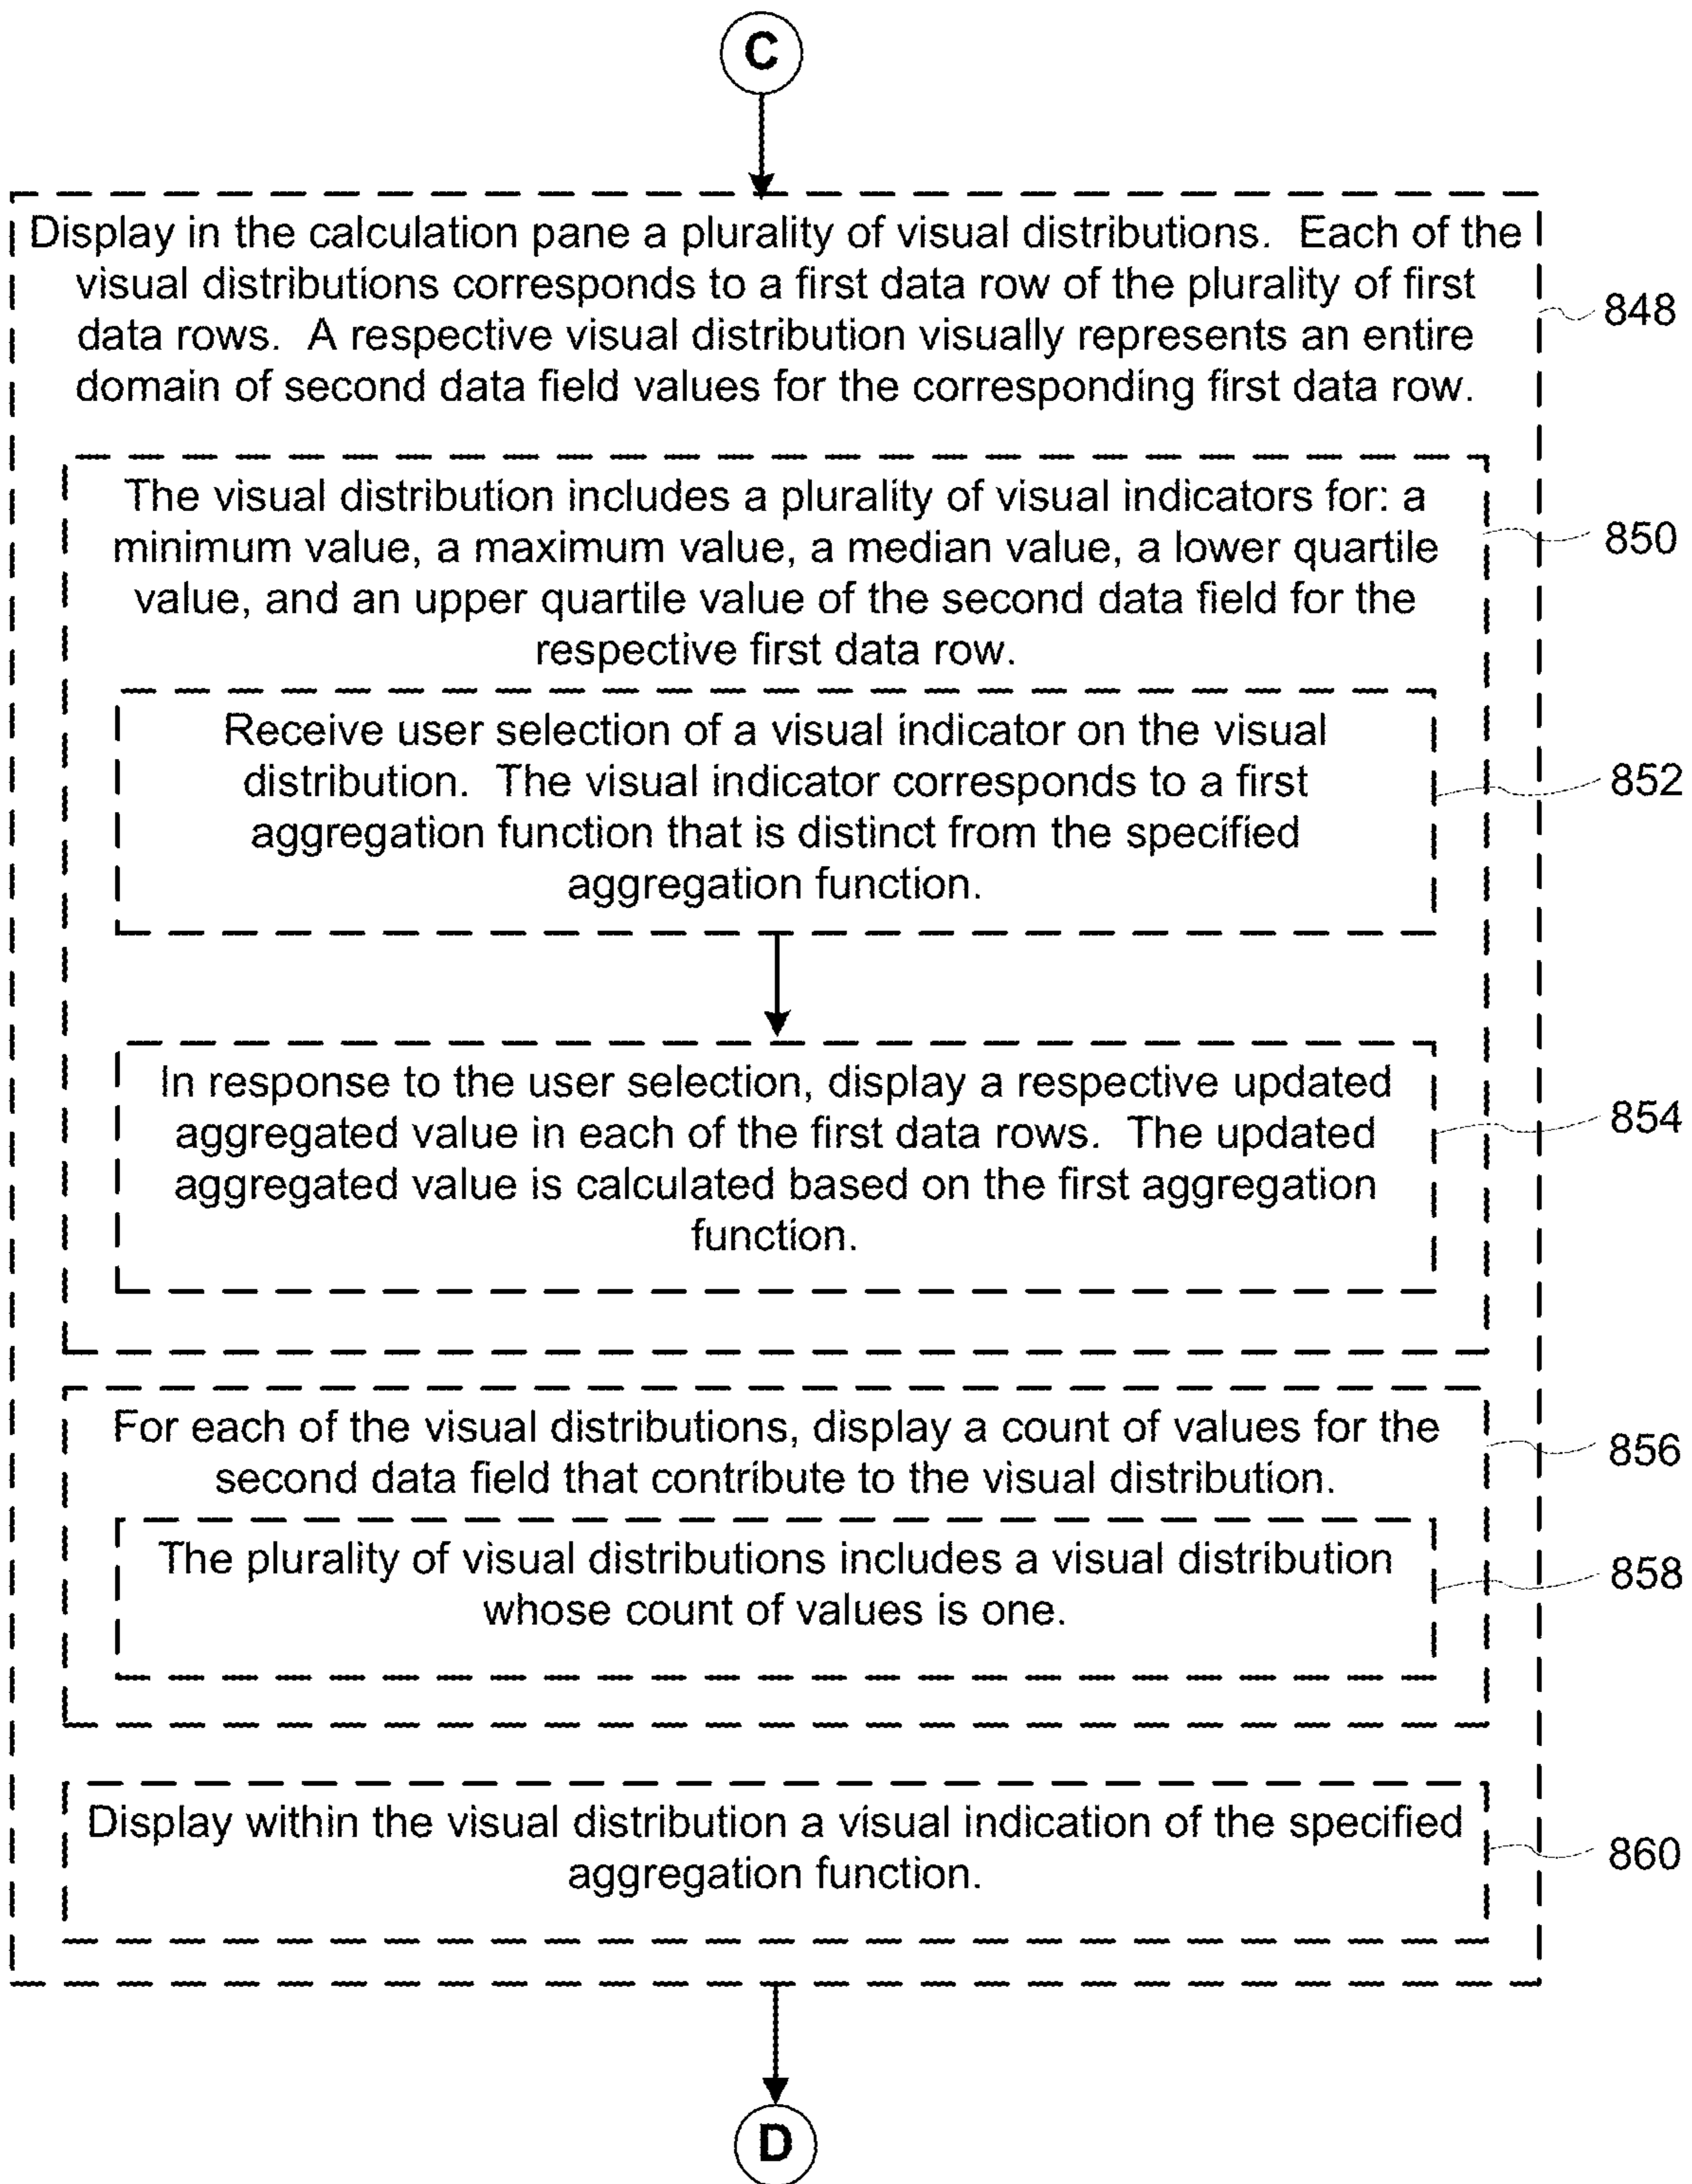 C
Display in the calculation pane a plurality of visual distributions. Each of the
visual distributions corresponds to a first data row of the plurality of first
data rows. A respective visual distribution visually represents an entire
domain of second data field values for the corresponding first data row.
848
The visual distribution includes a plurality of visual indicators for: a
minimum value, a maximum value, a median value, a lower quartile
value, and an upper quartile value of the second data field for the
respective first data row.
850
Receive user selection of a visual indicator on the visual
distribution. The visual indicator corresponds to a first
aggregation function that is distinct from the specified
aggregation function.
852
In response to the user selection, display a respective updated
aggregated value in each of the first data rows. The updated
aggregated value is calculated based on the first aggregation
function.
854
For each of the visual distributions, display a count of values for the
second data field that contribute to the visual distribution.
856
The plurality of visual distributions includes a visual distribution
whose count of values is one.
858
Display within the visual distribution a visual indication of the specified
aggregation function.
860
D